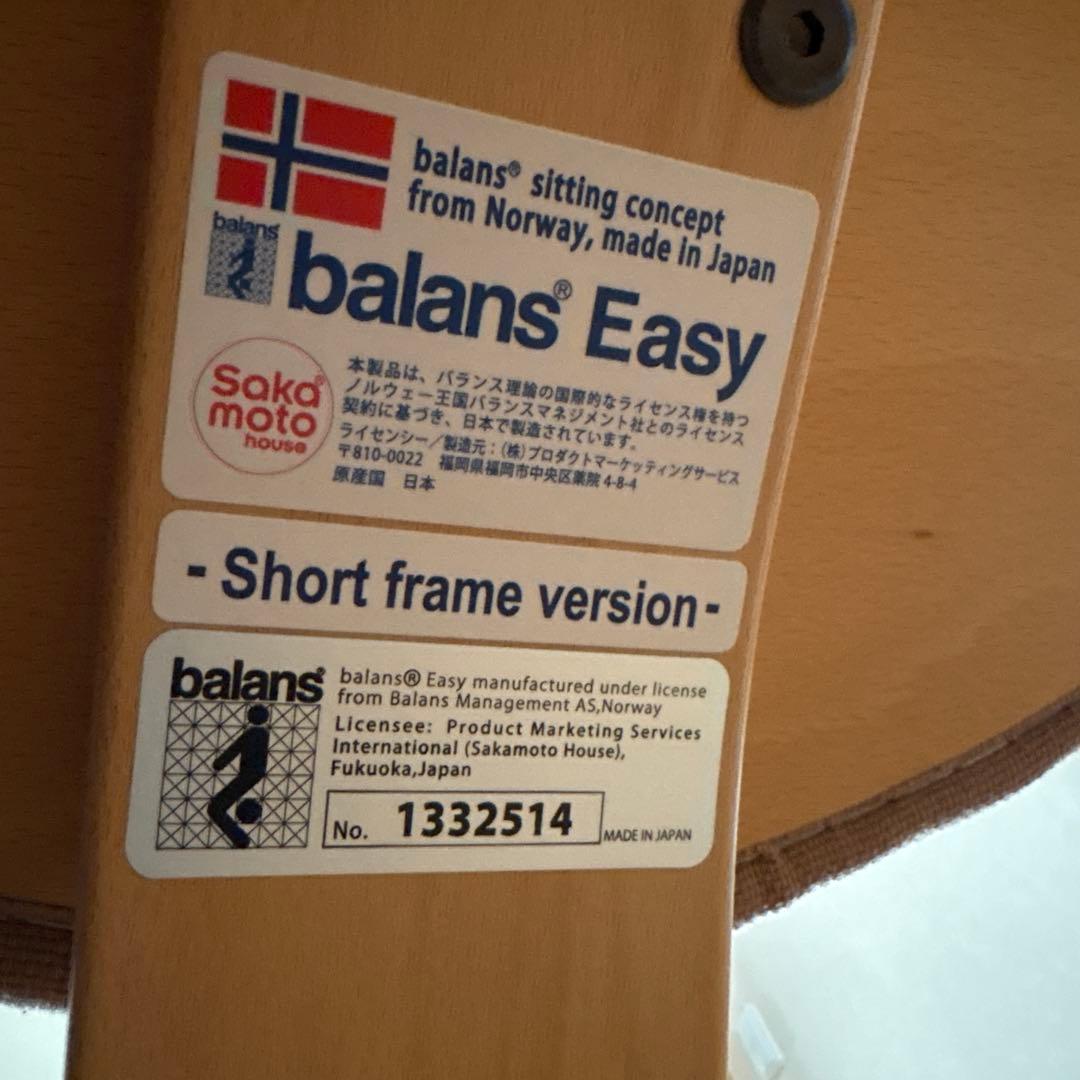 balans® sitting concept
from Norway, made in Japan
balans
balans® Easy
Saka®
moto
house
本製品は、バランス理論の国際的なライセンス権を持つ
ノルウェー王国バランスマネジメント社とのライセンス
契約に基づき、日本で製造されています。
ライセンシー／製造元：(株)プロダクトマーケッティングサービス
〒810-0022 福岡県福岡市中央区薬院 4-8-4
原産国 日本
- Short frame version -
balans®
balans® Easy manufactured under license
from Balans Management AS,Norway
Licensee: Product Marketing Services
International (Sakamoto House),
Fukuoka,Japan
No. 1332514
MADE IN JAPAN